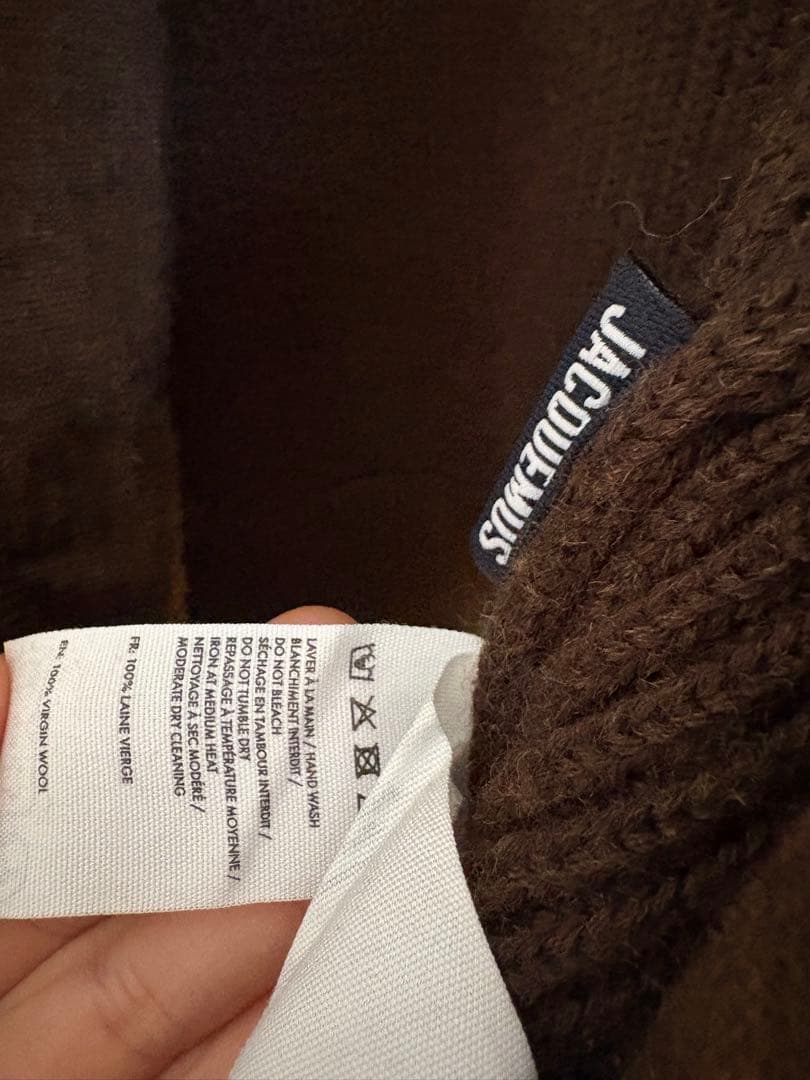 JACQUEMUS
LAVER À LA MAIN / HAND WASH
BLANCHIMENT INTERDIT /
DO NOT BLEACH
SÉCHAGE EN TAMBOUR INTERDIT /
DO NOT TUMBLE DRY
REPASSAGE À TEMPÉRATURE MOYENNE /
IRON AT MEDIUM HEAT
NETTOYAGE À SEC MODÉRÉ /
MODERATE DRY CLEANING
FR: 100% LAINE VIERGE
EN: 100% VIRGIN WOOL